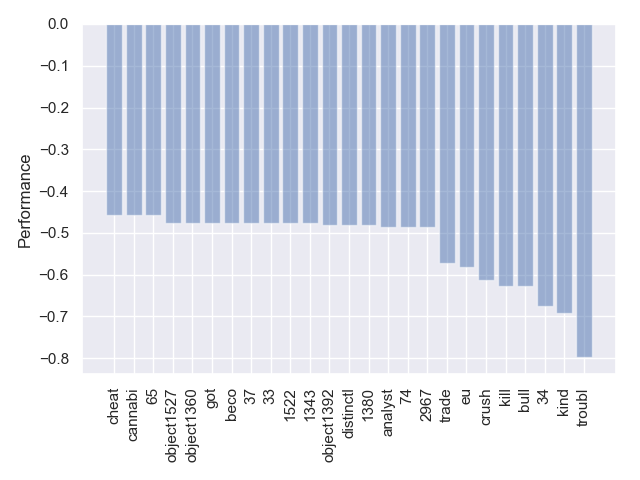 0.0
−0.1
−0.2
−0.3
−0.4
−0.5
−0.6
−0.7
−0.8
Performance
cheat
cannabi
65
object1527
object1360
got
beco
37
33
1522
1343
object1392
distinctl
1380
analyst
74
2967
trade
eu
crush
kill
bull
34
kind
troubl